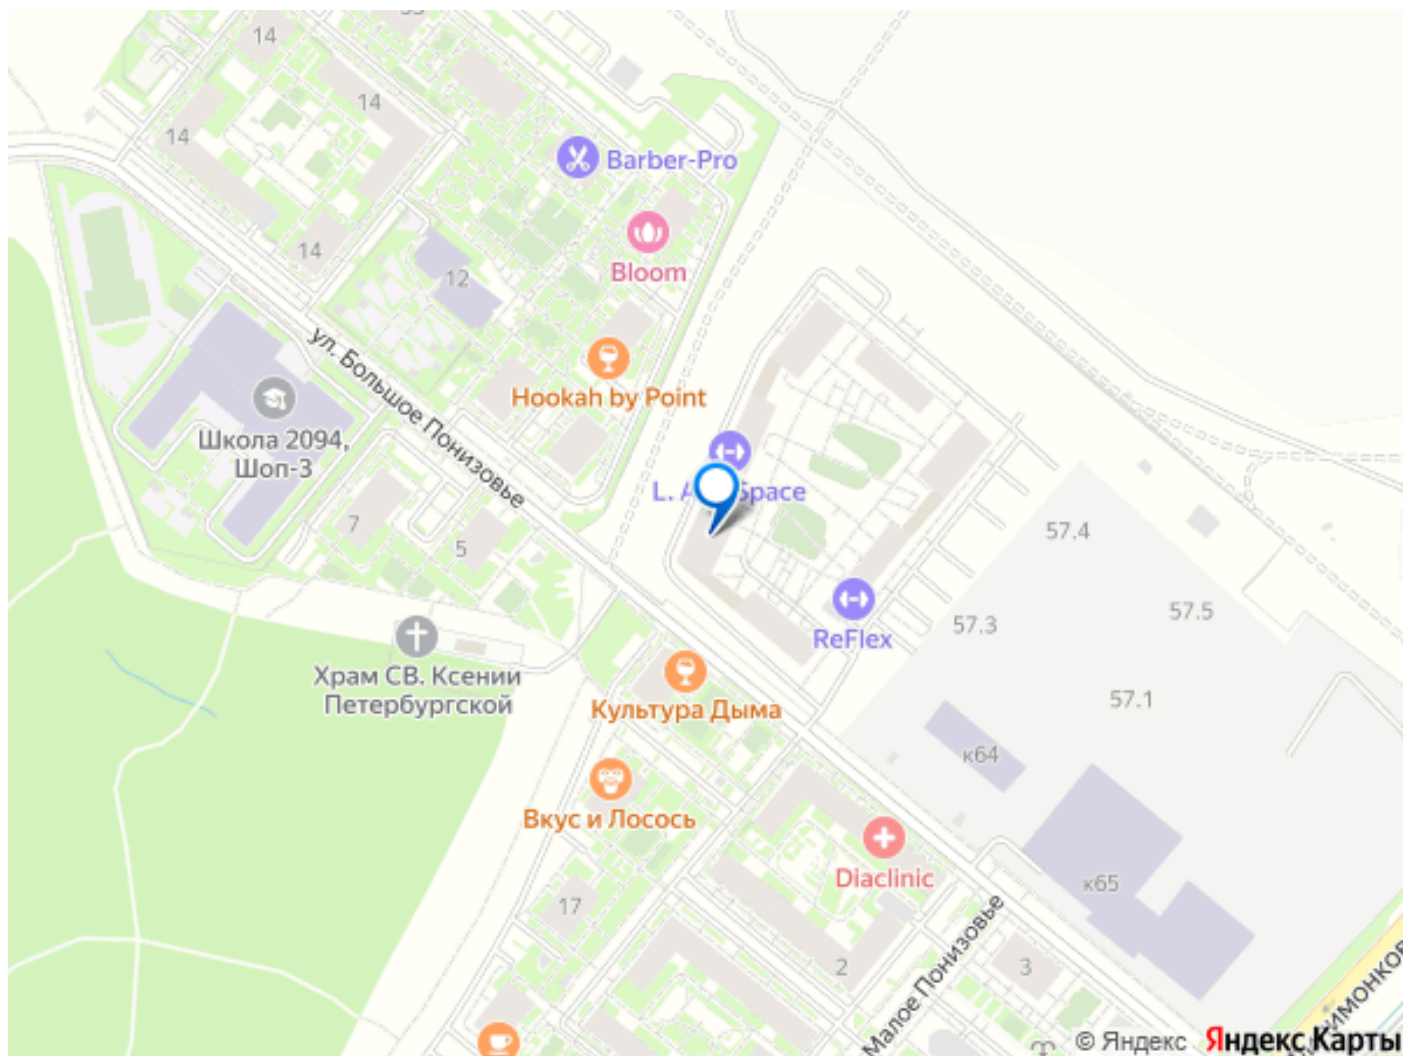 14
14
14
Barber-Pro
14
Bloom
12
ул. Большое Понизовье
Hookah by Point
Школа 2094,
Шоп-3
L.
Space
7
5
57.4
57.5
57.3
ReFlex
Храм СВ. Ксении
Петербургской
57.1
Культура Дыма
к64
Вкус и Лосось
Diaclinic
к65
17
Малое Понизовье
2
3
© Яндекс Яндекс Карты